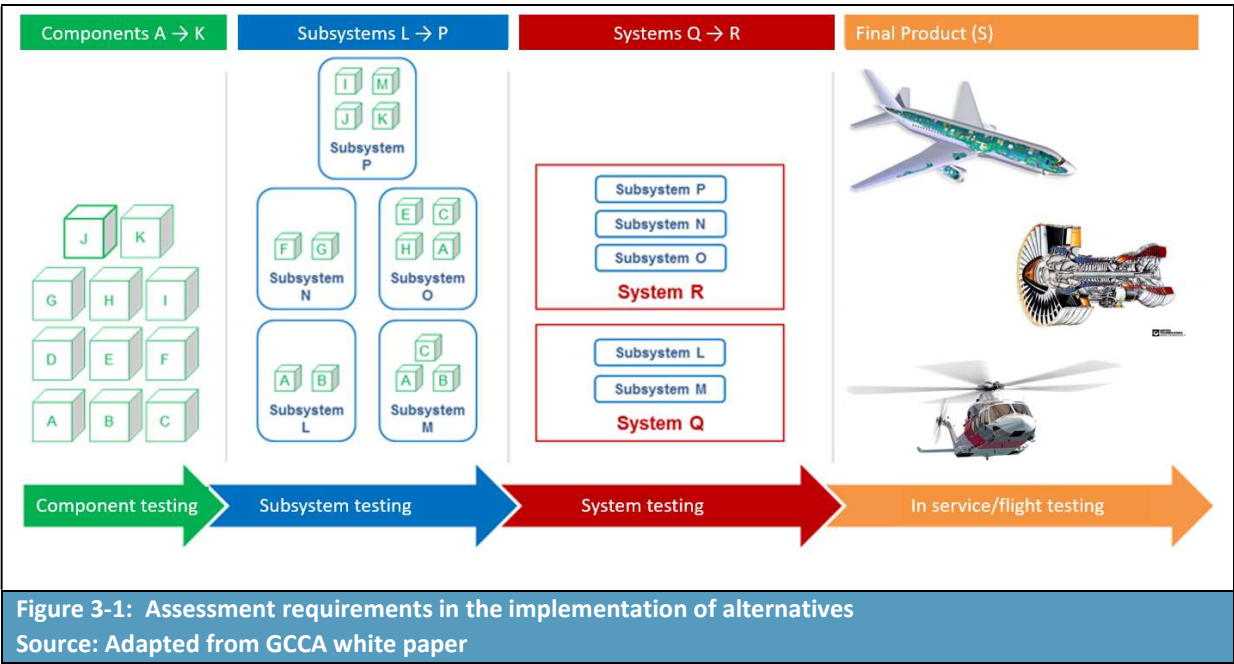 Components A → K
Subsystems L → P
Systems Q → R
Final Product (S)
J
K
G
H
I
D
E
F
A
B
C
I
M
J
K
Subsystem
P
F
G
Subsystem
N
E
C
H
A
Subsystem
O
A
B
Subsystem
L
C
A
B
Subsystem
M
Subsystem P
Subsystem N
Subsystem O
System R
Subsystem L
Subsystem M
System Q
Component testing
Subsystem testing
System testing
In service/flight testing
Figure 3-1: Assessment requirements in the implementation of alternatives
Source: Adapted from GCCA white paper